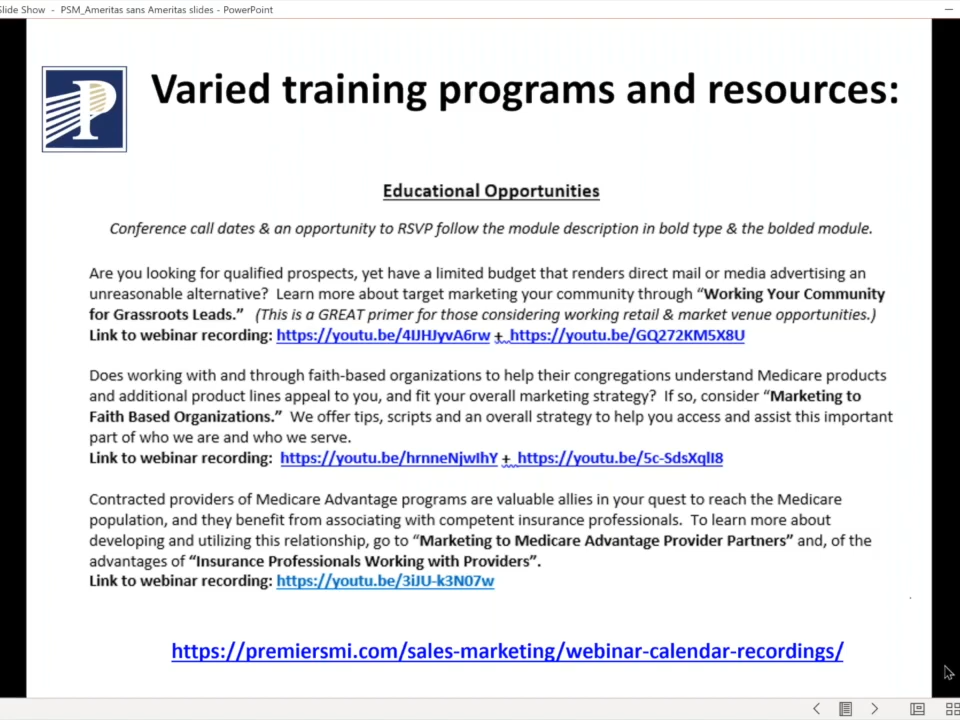 Slide Show - PSM_Ameritas sans Ameritas slides - PowerPoint
P
Varied training programs and resources:
Educational Opportunities
Conference call dates & an opportunity to RSVP follow the module description in bold type & the bolded module.
Are you looking for qualified prospects, yet have a limited budget that renders direct mail or media advertising an
unreasonable alternative? Learn more about target marketing your community through “Working Your Community
for Grassroots Leads.” (This is a GREAT primer for those considering working retail & market venue opportunities.)
Link to webinar recording: https://youtu.be/4IJHJyvA6rw + https://youtu.be/GQ272KM5X8U
Does working with and through faith-based organizations to help their congregations understand Medicare products
and additional product lines appeal to you, and fit your overall marketing strategy? If so, consider “Marketing to
Faith Based Organizations.” We offer tips, scripts and an overall strategy to help you access and assist this important
part of who we are and who we serve.
Link to webinar recording: https://youtu.be/hrnneNjwIhY + https://youtu.be/5c-SdsXqlI8
Contracted providers of Medicare Advantage programs are valuable allies in your quest to reach the Medicare
population, and they benefit from associating with competent insurance professionals. To learn more about
developing and utilizing this relationship, go to “Marketing to Medicare Advantage Provider Partners” and, of the
advantages of “Insurance Professionals Working with Providers”.
Link to webinar recording: https://youtu.be/3iJU-k3N07w
https://premiersmi.com/sales-marketing/webinar-calendar-recordings/